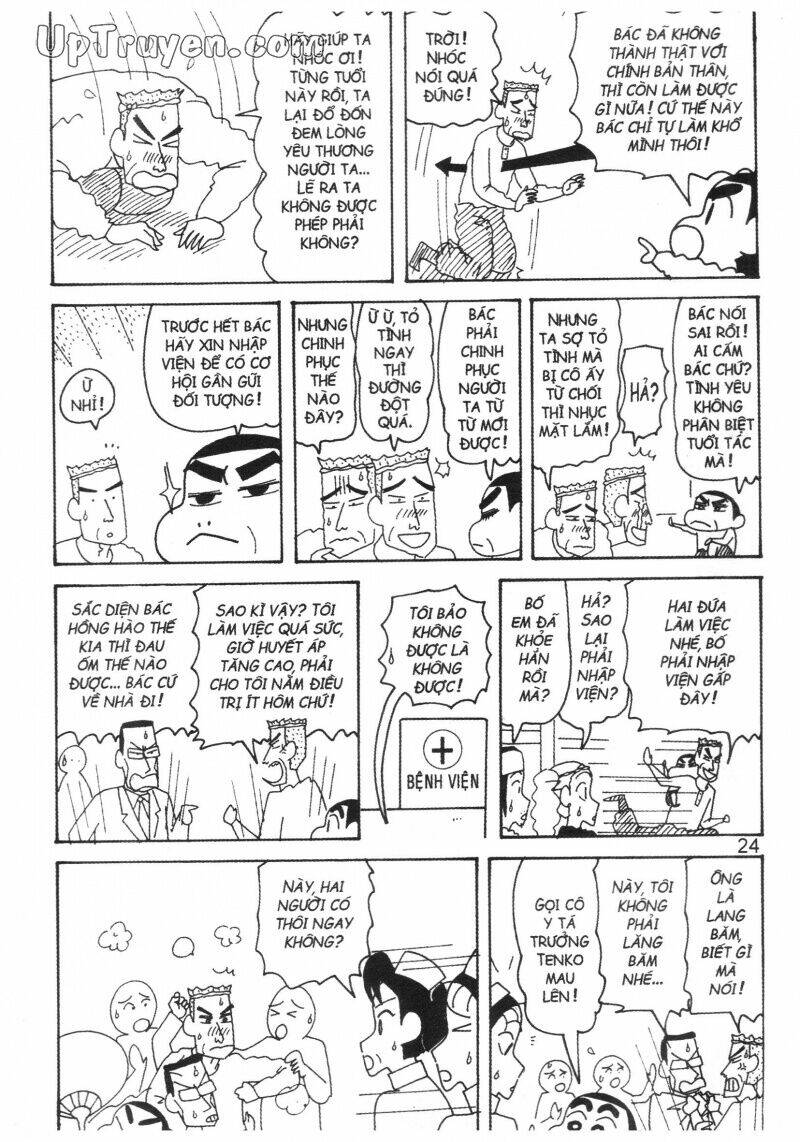 UpTruyen.com
BÁC ĐÃ KHÔNG
THÀNH THẬT VỚI
CHÍNH BẢN THÂN,
THÌ CÒN LÀM ĐƯỢC
GÌ NỮA! CỨ THẾ NÀY
BÁC CHỈ TỰ LÀM KHỔ
MÌNH THÔI!
TRỜI!
NHÓC
NÓI QUÁ
ĐÚNG!
HÃY GIÚP TA
NHÓC ƠI!
TỪNG TUỔI
NÀY RỒI, TA
LẠI ĐỔ ĐỐN
ĐEM LÒNG
YÊU THƯƠNG
NGƯỜI TA...
LẼ RA TA
KHÔNG ĐƯỢC
PHÉP PHẢI
KHÔNG?
BÁC NÓI
SAI RỒI!
AI CẤM
BÁC CHỨ?
TÌNH YÊU
KHÔNG
PHÂN BIỆT
TUỔI TÁC
MÀ!
HẢ?
NHƯNG
TA SỢ TỎ
TÌNH MÀ
BỊ CÔ ẤY
TỪ CHỐI
THÌ NHỤC
MẶT LẮM!
BÁC
PHẢI
CHINH
PHỤC
NGƯỜI
TA TỪ
TỪ MỚI
ĐƯỢC!
Ừ Ừ, TỎ
TÌNH
NGAY
THÌ
ĐƯỜNG
ĐỘT
QUÁ.
NHƯNG
CHINH
PHỤC
THẾ
NÀO
ĐÂY?
TRƯỚC HẾT BÁC
HÃY XIN NHẬP
VIỆN ĐỂ CÓ CƠ
HỘI GẦN GŨI
ĐỐI TƯỢNG!
Ừ
NHỈ!
HAI ĐỨA
LÀM VIỆC
NHÉ, BỐ
PHẢI NHẬP
VIỆN GẤP
ĐÂY!
HẢ?
SAO
LẠI
PHẢI
NHẬP
VIỆN?
BỐ
EM ĐÃ
KHỎE
HẲN
RỒI
MÀ?
TÔI BẢO
KHÔNG
ĐƯỢC LÀ
KHÔNG
ĐƯỢC!
BỆNH VIỆN
SAO KÌ VẬY? TÔI
LÀM VIỆC QUÁ SỨC,
GIỜ HUYẾT ÁP
TĂNG CAO, PHẢI
CHO TÔI NẰM ĐIỀU
TRỊ ÍT HÔM CHỨ!
SẮC DIỆN BÁC
HỒNG HÀO THẾ
KIA THÌ ĐAU
ỐM THẾ NÀO
ĐƯỢC... BÁC CỨ
VỀ NHÀ ĐI!
24
ÔNG
LÀ
LANG
BĂM,
BIẾT GÌ
MÀ
NÓI!
NÀY, TÔI
KHÔNG
PHẢI
LĂNG
BĂM
NHÉ...
GỌI CÔ
Y TÁ
TRƯỞNG
TENKO
MAU
LÊN!
NÀY, HAI
NGƯỜI CÓ
THÔI NGAY
KHÔNG?